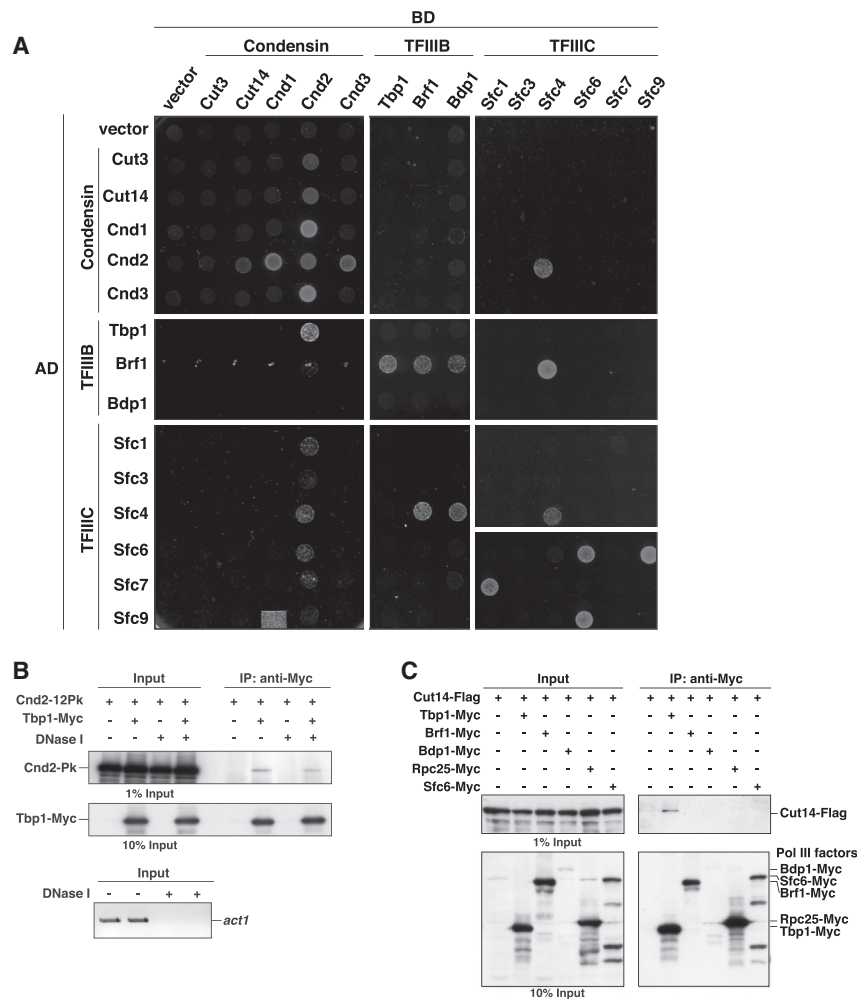 A
BD
Condensin TFIIIB TFIIIC
vector Cut3 Cut14 Cnd1 Cnd2 Cnd3 Tbp1 Brf1 Bdp1 Sfc1 Sfc3 Sfc4 Sfc6 Sfc7 Sfc9
AD
vector
Condensin
Cut3
Cut14
Cnd1
Cnd2
Cnd3
TFIIIB
Tbp1
Brf1
Bdp1
TFIIIC
Sfc1
Sfc3
Sfc4
Sfc6
Sfc7
Sfc9
B
Input IP: anti-Myc
Cnd2-12Pk + + + + + + + +
Tbp1-Myc - + - + - + - +
DNase I - - + + - - + +
Cnd2-Pk
1% Input
Tbp1-Myc
10% Input
Input
DNase I - - + +
act1
C
Input IP: anti-Myc
Cut14-Flag + + + + + + + + + + + +
Tbp1-Myc - + - - - - - + - - - -
Brf1-Myc - - + - - - - - + - - -
Bdp1-Myc - - - + - - - - - + - -
Rpc25-Myc - - - - + - - - - - + -
Sfc6-Myc - - - - - + - - - - - +
Cut14-Flag
1% Input
Pol III factors
Bdp1-Myc
Sfc6-Myc
Brf1-Myc
Rpc25-Myc
Tbp1-Myc
10% Input